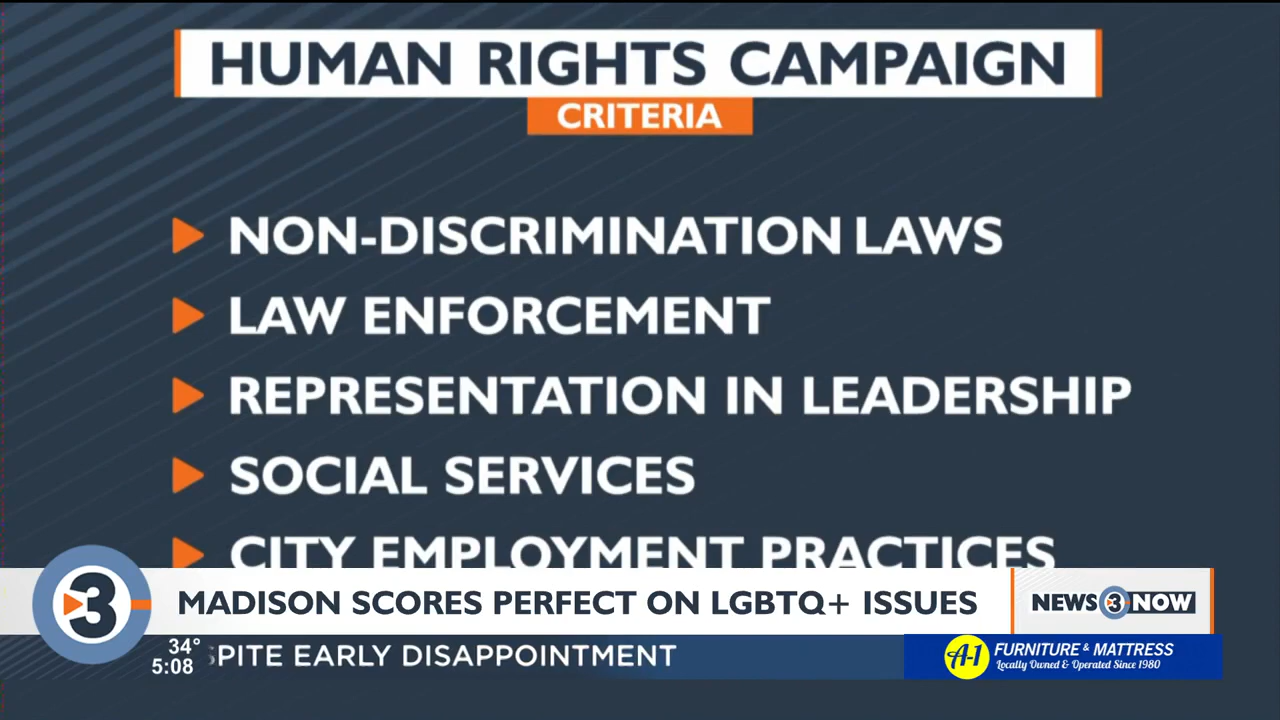 HUMAN RIGHTS CAMPAIGN
CRITERIA
NON-DISCRIMINATION LAWS
LAW ENFORCEMENT
REPRESENTATION IN LEADERSHIP
SOCIAL SERVICES
CITY EMPLOYMENT PRACTICES
3
MADISON SCORES PERFECT ON LGBTQ+ ISSUES
NEWS 3 NOW
34°
5:08
PITE EARLY DISAPPOINTMENT
A-1 FURNITURE & MATTRESS
Locally Owned & Operated Since 1980